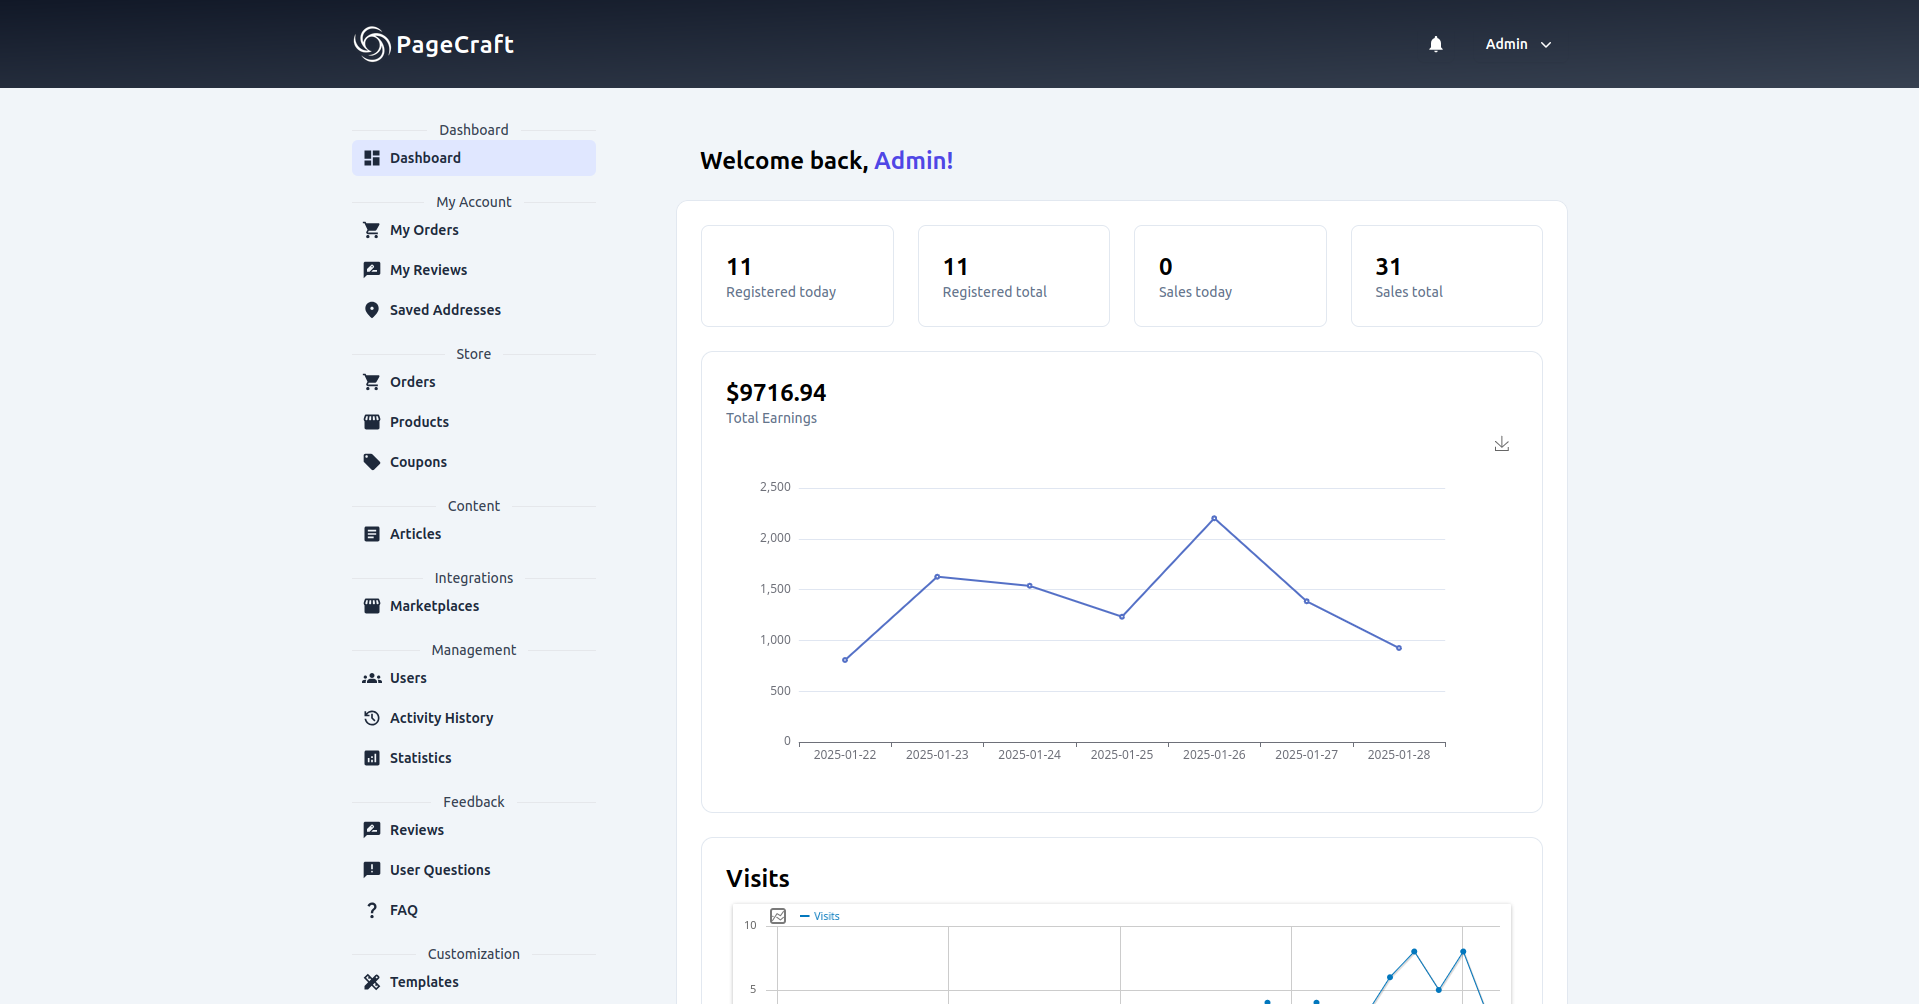 PageCraft
Admin
Dashboard
Dashboard
My Account
My Orders
My Reviews
Saved Addresses
Store
Orders
Products
Coupons
Content
Articles
Integrations
Marketplaces
Management
Users
Activity History
Statistics
Feedback
Reviews
User Questions
FAQ
Customization
Templates
Welcome back, Admin!
11
Registered today
11
Registered total
0
Sales today
31
Sales total
$9716.94
Total Earnings
2,500
2,000
1,500
1,000
500
0
2025-01-22 2025-01-23 2025-01-24 2025-01-25 2025-01-26 2025-01-27 2025-01-28
Visits
Visits
10
5